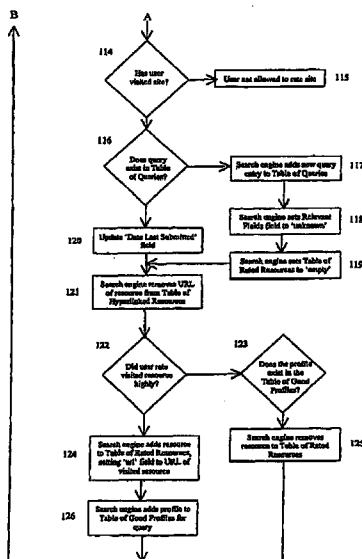 B
A
114
Has user
visited site?
User not allowed to rate site
115
116
Does query
exist in Table
of Queries?
Search engine adds new query
entry to Table of Queries
117
Search engine sets Relevant
Fields field to 'unknown'
118
120
Update 'Date Last Submitted'
field
Search engine sets Table of
Rated Resources to 'empty'
119
121
Search engine removes URL
of resource from Table of
Hyperlinked Resources
122
Did user rate
visited resource
highly?
123
Does the profile
exist in the
Table of Good
Profiles?
124
Search engine adds resource
to Table of Rated Resources,
setting 'url' field to URL of
visited resource
Search engine removes
resource to Table of Rated
Resources
125
126
Search engine adds profile to
Table of Good Profiles for
query